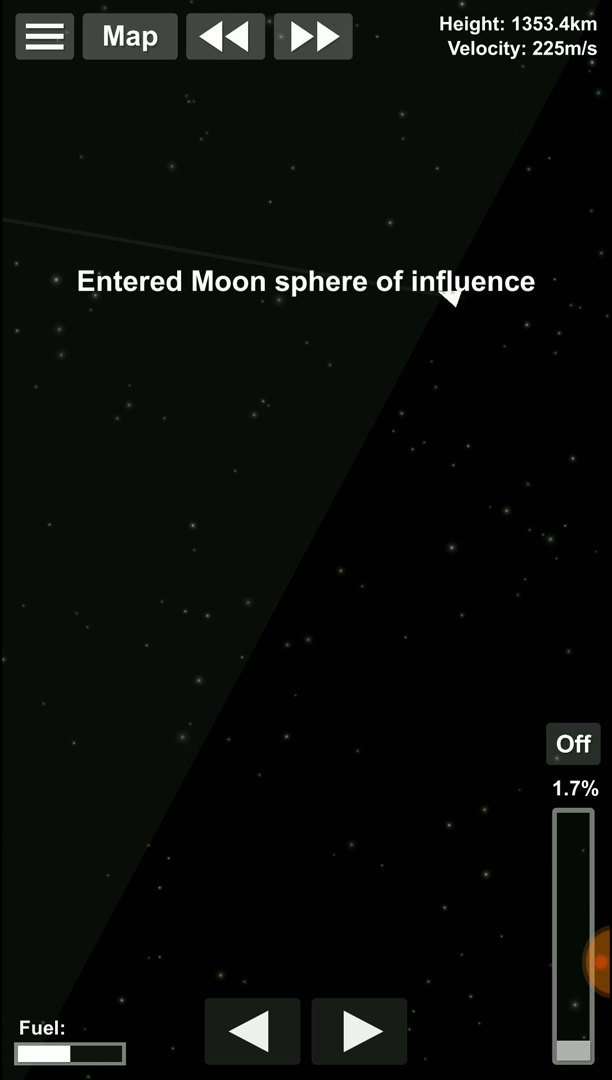 Map
Height: 1353.4km
Velocity: 225m/s
Entered Moon sphere of influence
Off
1.7%
Fuel: